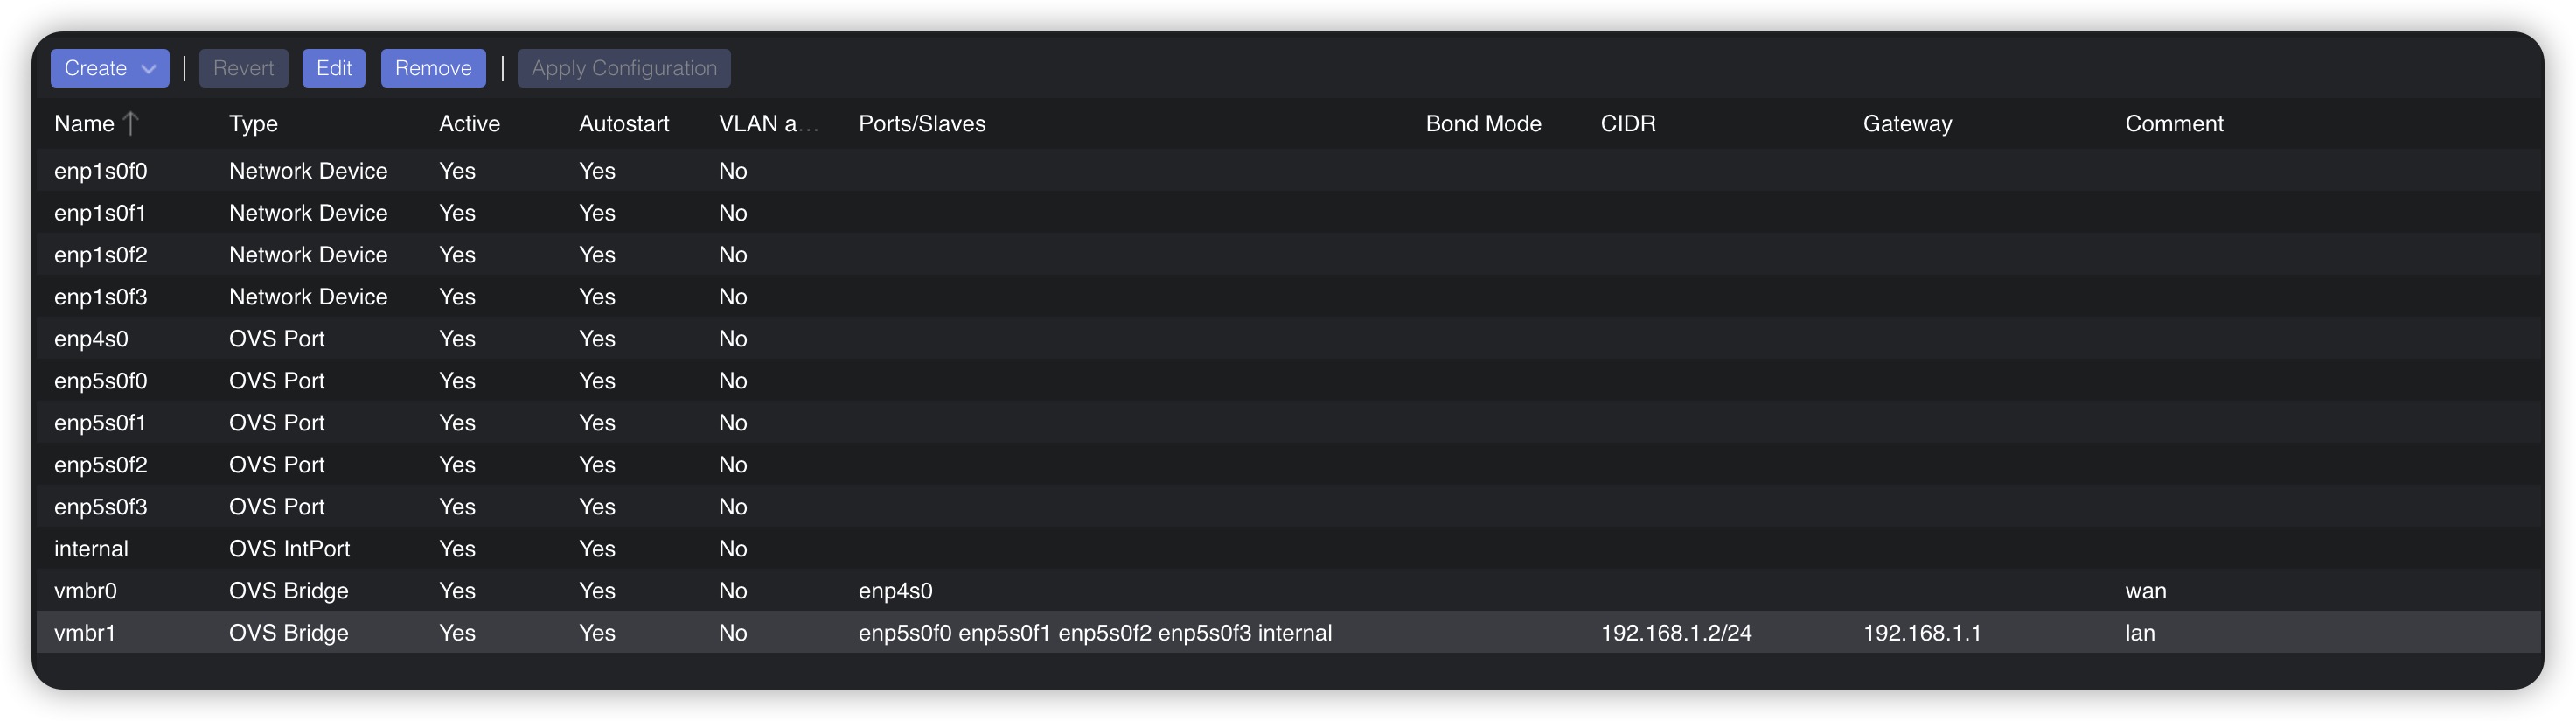 Create | Revert Edit Remove | Apply Configuration
Name ↑ Type Active Autostart VLAN a... Ports/Slaves Bond Mode CIDR Gateway Comment
enp1s0f0 Network Device Yes Yes No
enp1s0f1 Network Device Yes Yes No
enp1s0f2 Network Device Yes Yes No
enp1s0f3 Network Device Yes Yes No
enp4s0 OVS Port Yes Yes No
enp5s0f0 OVS Port Yes Yes No
enp5s0f1 OVS Port Yes Yes No
enp5s0f2 OVS Port Yes Yes No
enp5s0f3 OVS Port Yes Yes No
internal OVS IntPort Yes Yes No
vmbr0 OVS Bridge Yes Yes No enp4s0 wan
vmbr1 OVS Bridge Yes Yes No enp5s0f0 enp5s0f1 enp5s0f2 enp5s0f3 internal 192.168.1.2/24 192.168.1.1 lan